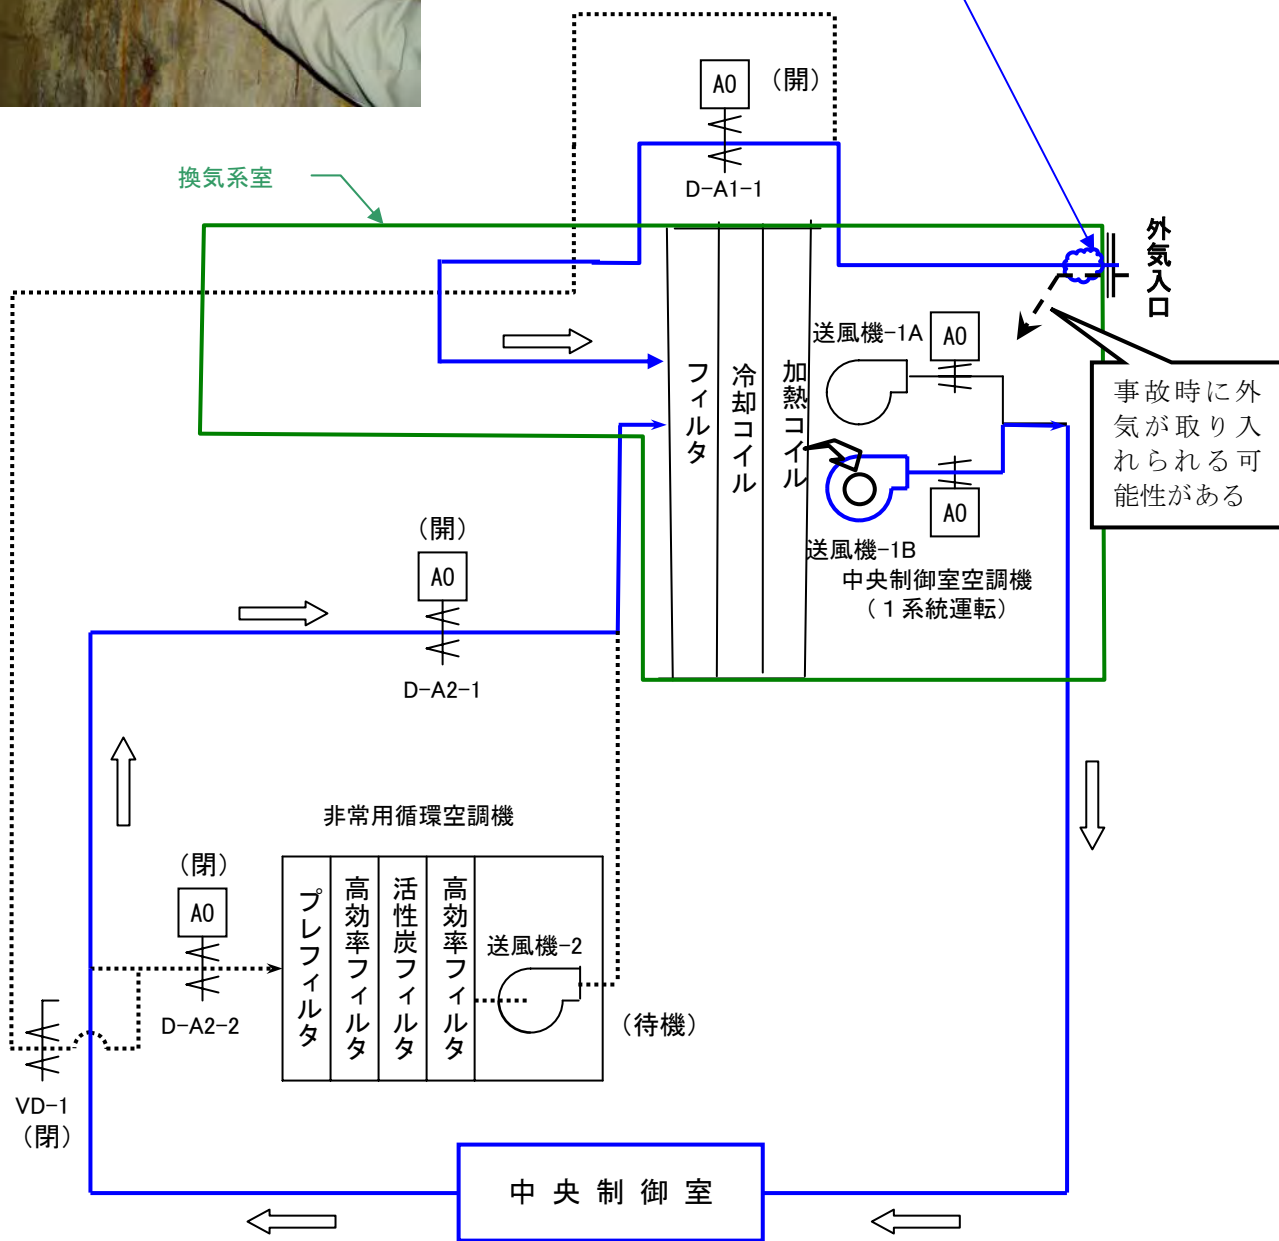 AO
（開）
D-A1-1
換気系室
外気入口
送風機-1A
AO
フィルタ
冷却コイル
加熱コイル
事故時に外
気が取り入
れられる可
能性がある
AO
送風機-1B
中央制御室空調機
（１系統運転）
（開）
AO
D-A2-1
非常用循環空調機
（閉）
AO
D-A2-2
プレフィルタ
高効率フィルタ
活性炭フィルタ
高効率フィルタ
送風機-2
（待機）
VD-1
（閉）
中央制御室